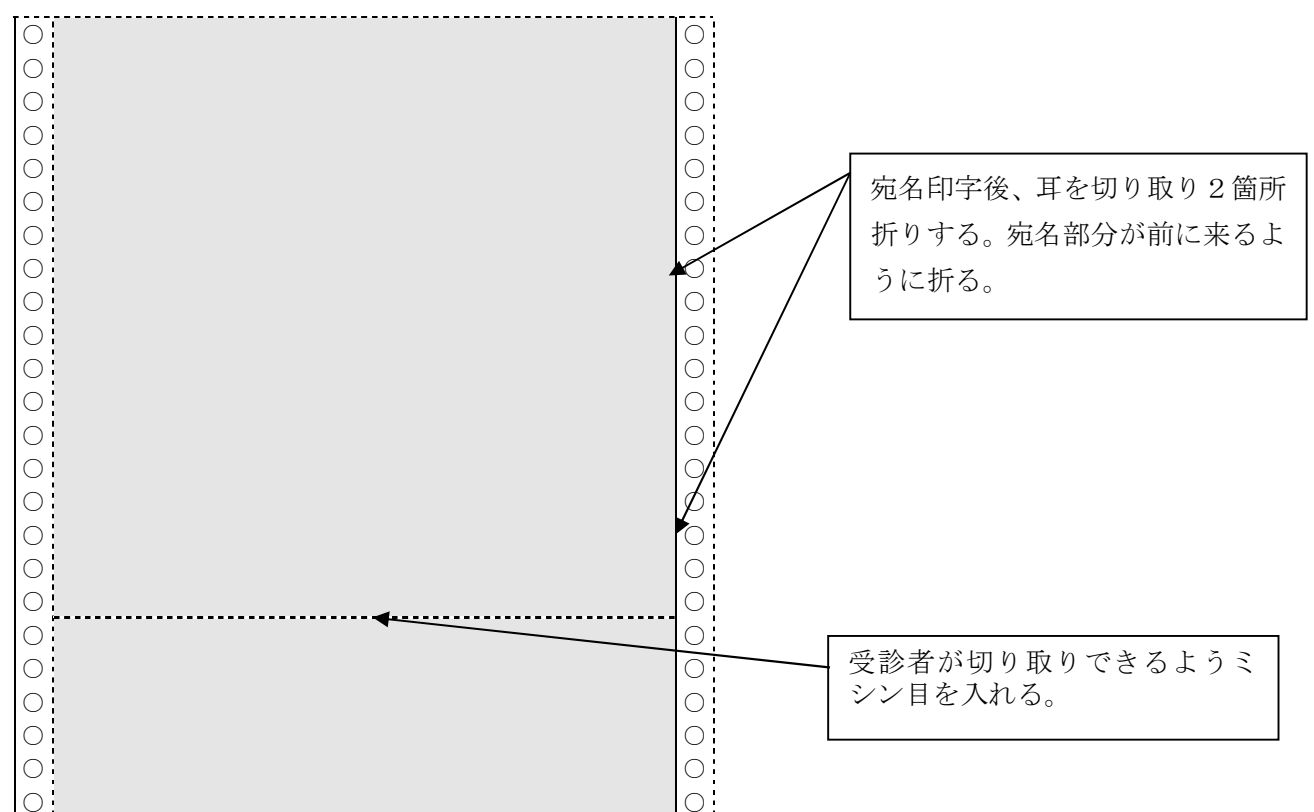 宛名印字後、耳を切り取り２箇所
折りする。宛名部分が前に来るよ
うに折る。
受診者が切り取りできるようミ
シン目を入れる。